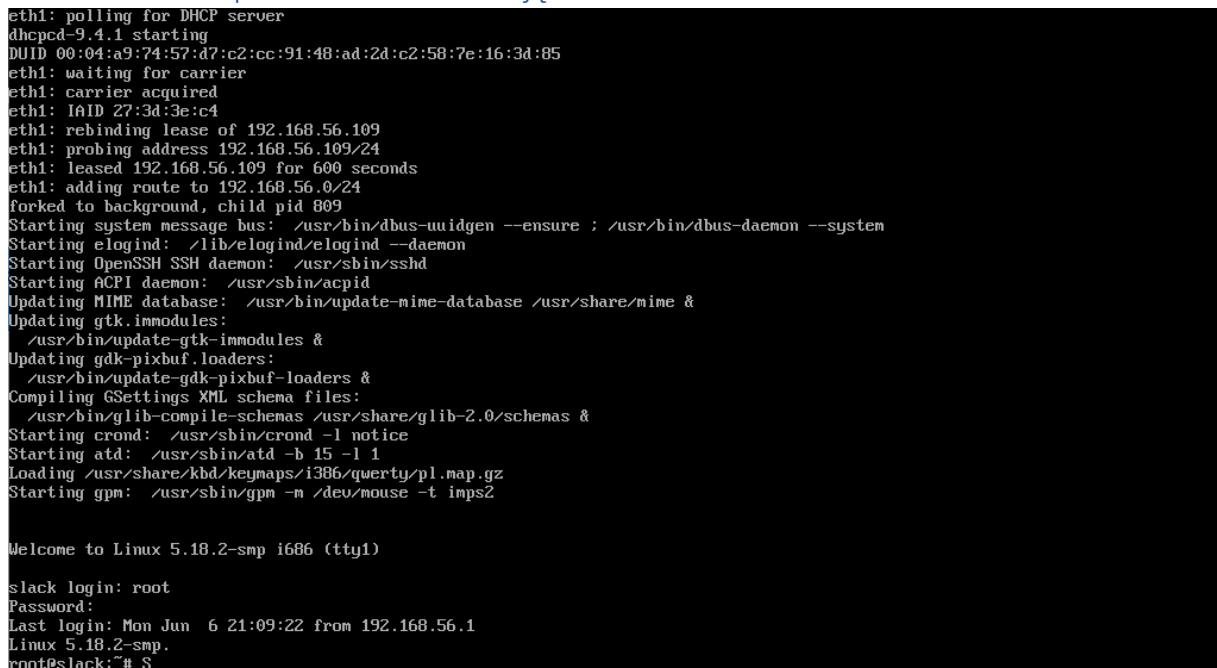 eth1: polling for DHCP server
dhcpcd-9.4.1 starting
DUID 00:04:a9:74:57:d7:c2:cc:91:48:ad:2d:c2:58:7e:16:3d:85
eth1: waiting for carrier
eth1: carrier acquired
eth1: IAID 27:3d:3e:c4
eth1: rebinding lease of 192.168.56.109
eth1: probing address 192.168.56.109/24
eth1: leased 192.168.56.109 for 600 seconds
eth1: adding route to 192.168.56.0/24
forked to background, child pid 809
Starting system message bus:  /usr/bin/dbus-uuidgen --ensure ; /usr/bin/dbus-daemon --system
Starting elogind:  /lib/elogind/elogind --daemon
Starting OpenSSH SSH daemon:  /usr/sbin/sshd
Starting ACPI daemon:  /usr/sbin/acpid
Updating MIME database:  /usr/bin/update-mime-database /usr/share/mime &
Updating gtk.immodules:
  /usr/bin/update-gtk-immodules &
Updating gdk-pixbuf.loaders:
  /usr/bin/update-gdk-pixbuf-loaders &
Compiling GSettings XML schema files:
  /usr/bin/glib-compile-schemas /usr/share/glib-2.0/schemas &
Starting crond:  /usr/sbin/crond -l notice
Starting atd:  /usr/sbin/atd -b 15 -l 1
Loading /usr/share/kbd/keymaps/i386/qwerty/pl.map.gz
Starting gpm:  /usr/sbin/gpm -m /dev/mouse -t imps2
Welcome to Linux 5.18.2-smp i686 (tty1)
slack login: root
Password:
Last login: Mon Jun  6 21:09:22 from 192.168.56.1
Linux 5.18.2-smp.
root@slack:~# S